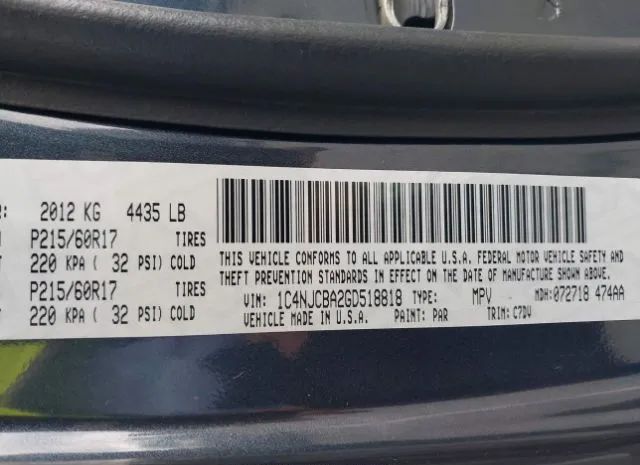 R: 2012 KG 4435 LB
P215/60R17 TIRES
220 KPA ( 32 PSI) COLD
P215/60R17 TIRES
220 KPA ( 32 PSI) COLD
THIS VEHICLE CONFORMS TO ALL APPLICABLE U.S.A. FEDERAL MOTOR VEHICLE SAFETY AND
THEFT PREVENTION STANDARDS IN EFFECT ON THE DATE OF MANUFACTURE SHOWN ABOVE.
VIN: 1C4NJCBA2GD518818 TYPE: MPV MDH:072718 474AA
VEHICLE MADE IN U.S.A. PAINT: PAR TRIM: C7DV